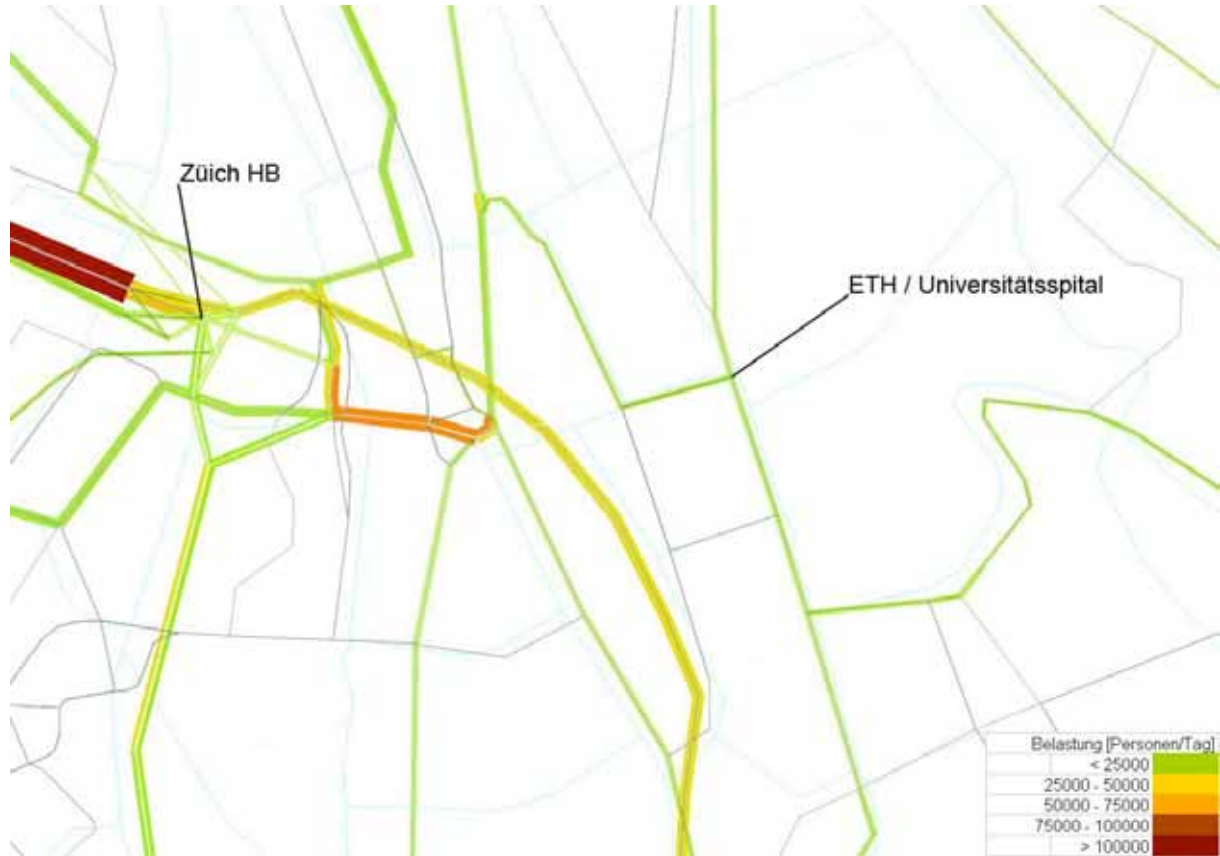 Züich HB
ETH / Universitätsspital
Belastung [Personen/Tag]
< 25000
25000 - 50000
50000 - 75000
75000 - 100000
> 100000